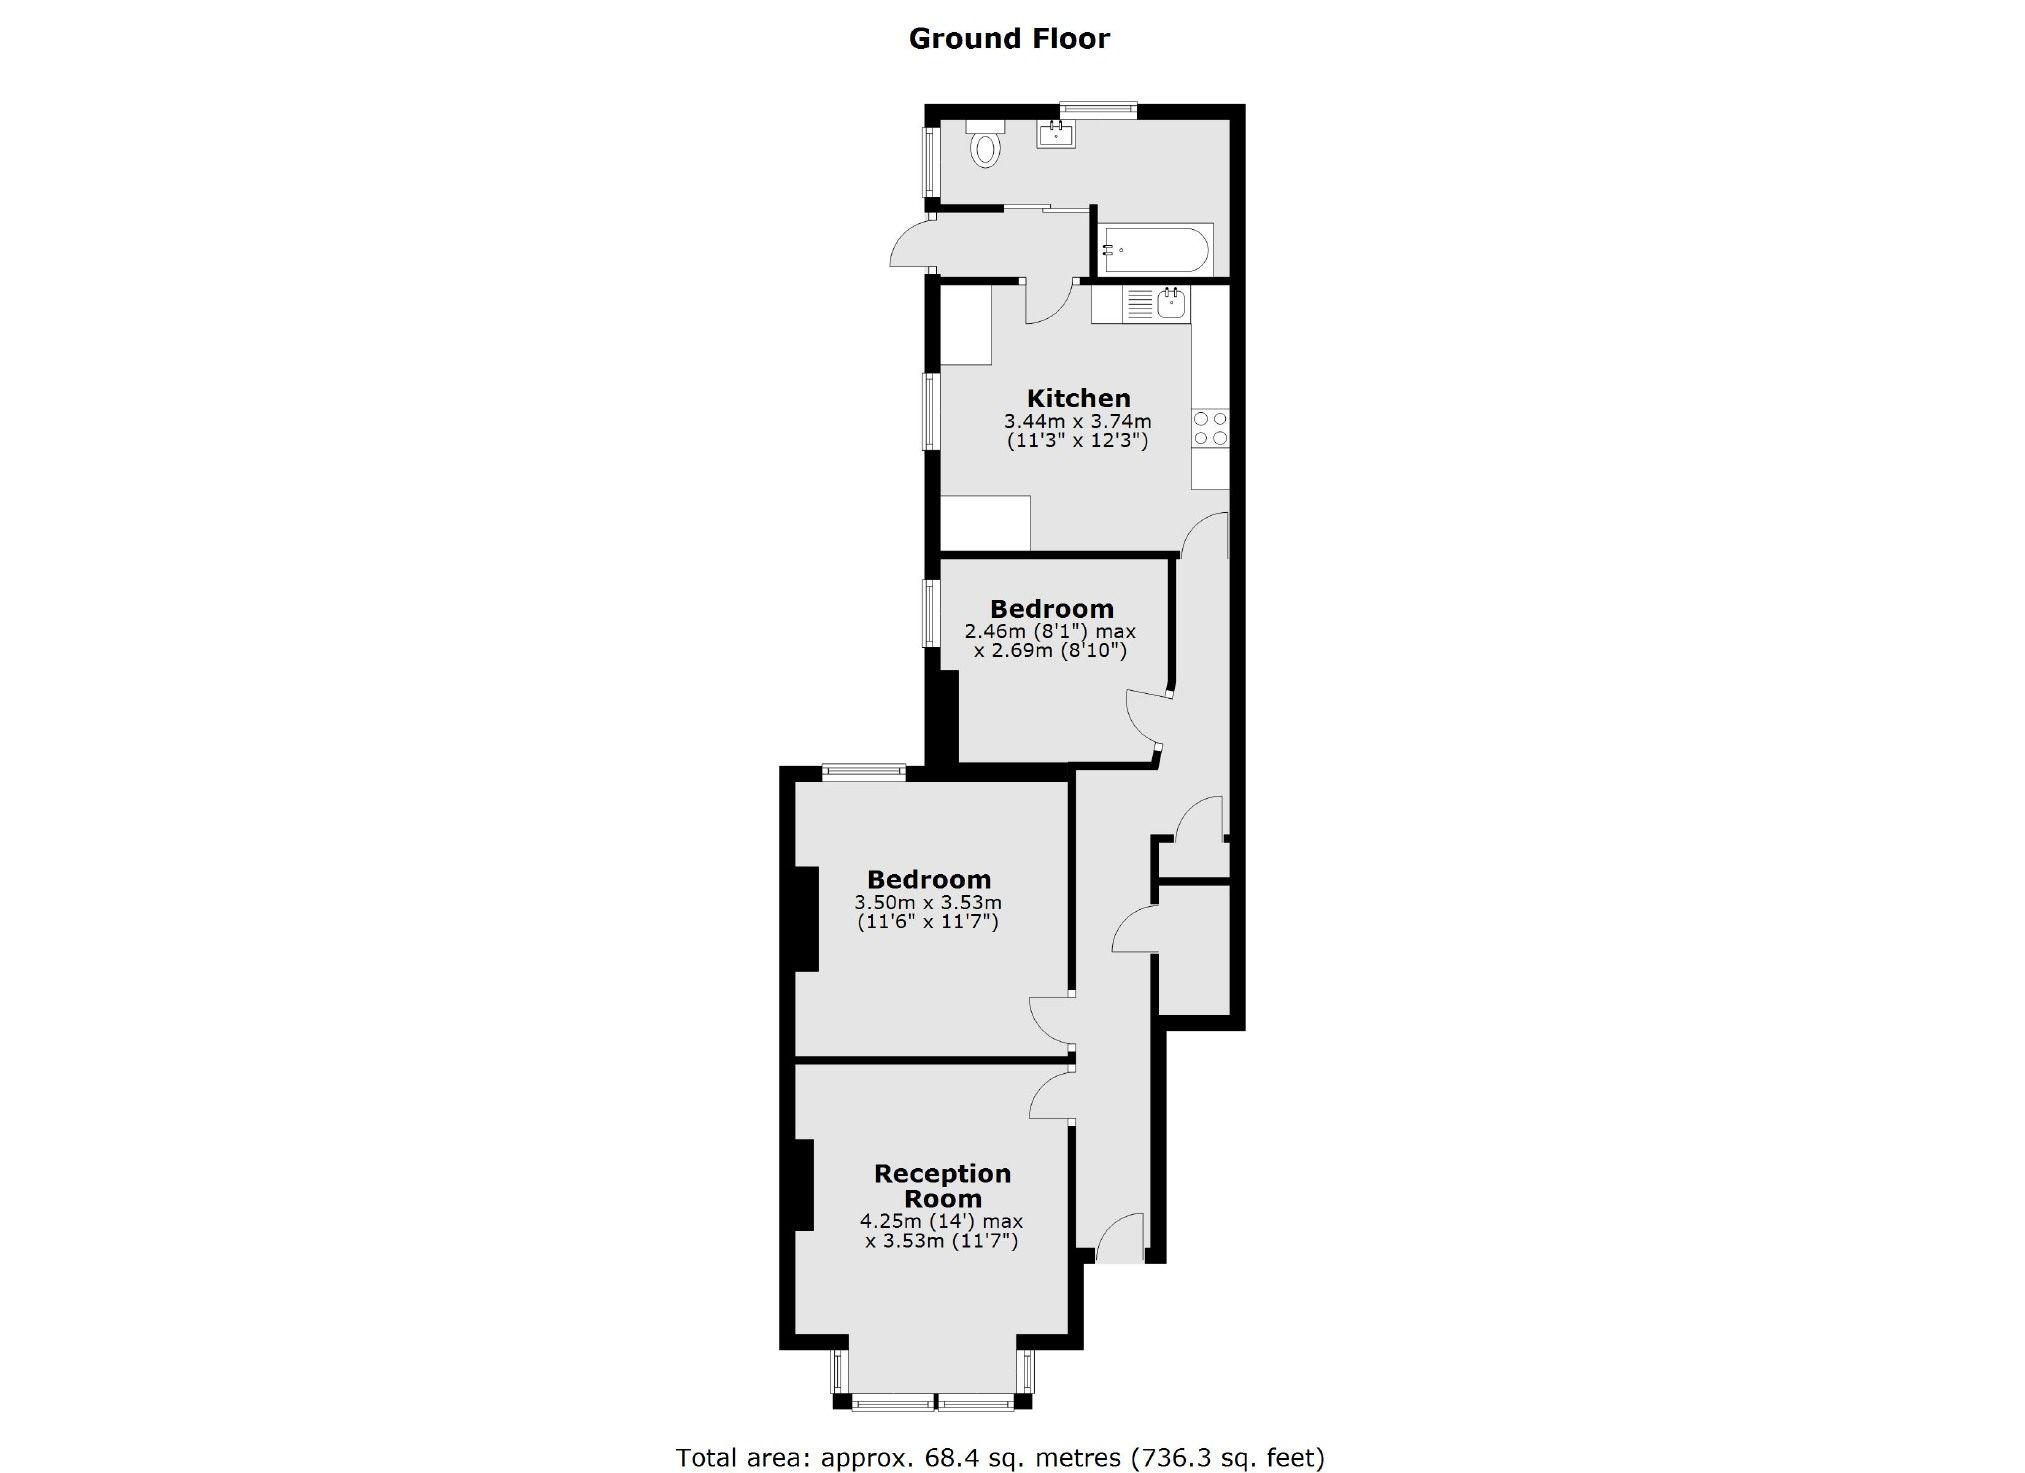 Ground Floor
Kitchen
3.44m x 3.74m
(11'3" x 12'3")
Bedroom
2.46m (8'1") max
x 2.69m (8'10")
Bedroom
3.50m x 3.53m
(11'6" x 11'7")
Reception
Room
4.25m (14') max
x 3.53m (11'7")
Total area: approx. 68.4 sq. metres (736.3 sq. feet)